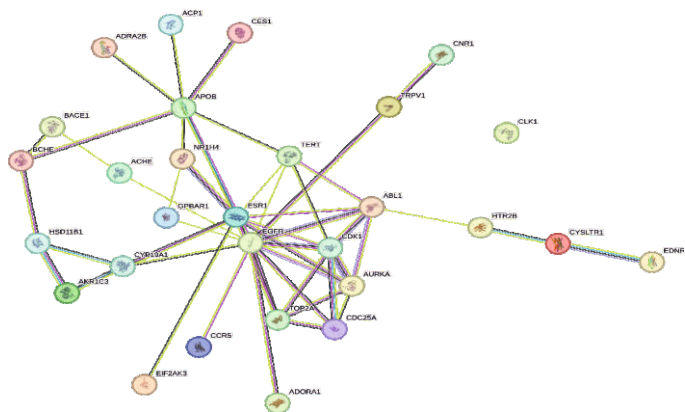 ACP1
CES1
ADRA2B
CNR1
APOB
TRPV1
BACE1
CLK1
BCHE
NR1H4
TERT
ACHE
GPBAR1
ESR1
ABL1
HTR2B
CYSLTR1
EDNR
HSD11B1
EGFR
CDK1
CYP19A1
AKR1C3
AURKA
TOP2A
CDC25A
CCR5
EIF2AK3
ADORA1